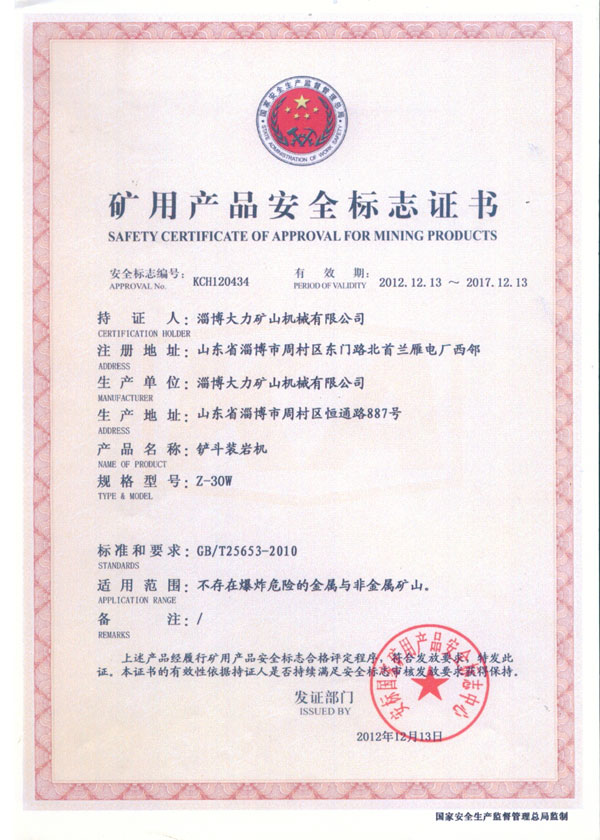 国家安全生产监督管理总局
STATE ADMINISTRATION OF WORK SAFETY
矿用产品安全标志证书
SAFETY CERTIFICATE OF APPROVAL FOR MINING PRODUCTS
安全标志编号: KCH120434 有效期: 2012.12.13 ~ 2017.12.13
APPROVAL No. PERIOD OF VALIDITY
持证人: 淄博大力矿山机械有限公司
CERTIFICATION HOLDER
注册地址: 山东省淄博市周村区东门路北首兰雁电厂西邻
ADDRESS
生产单位: 淄博大力矿山机械有限公司
MANUFACTURER
生产地址: 山东省淄博市周村区恒通路887号
ADDRESS
产品名称: 铲斗装岩机
NAME OF PRODUCT
规格型号: Z-30W
TYPE & MODEL
标准和要求: GB/T25653-2010
STANDARDS
适用范围: 不存在爆炸危险的金属与非金属矿山。
APPLICATION RANGE
备注: /
REMARKS
上述产品经履行矿用产品安全标志合格评定程序,符合发放要求,特发此
证。本证书的有效性依据持证人是否持续满足安全标志审核发放要求获得保持。
发证部门
ISSUED BY
安标国家矿用产品安全标志中心
2012年12月13日
国家安全生产监督管理总局监制